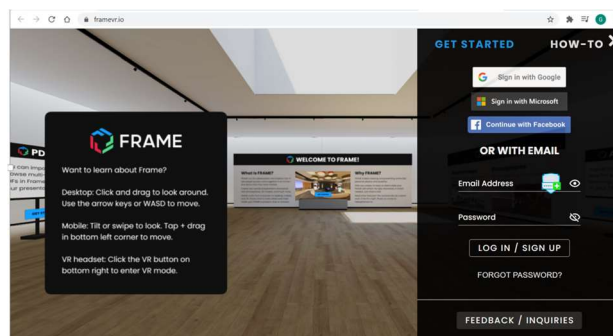 framevr.io
GET STARTED
HOW-TO
Sign in with Google
Sign in with Microsoft
Continue with Facebook
OR WITH EMAIL
Email Address
Password
LOG IN / SIGN UP
FORGOT PASSWORD?
FEEDBACK / INQUIRIES
FRAME
Want to learn about Frame?
Desktop: Click and drag to look around.
Use the arrow keys or WASD to move.
Mobile: Tilt or swipe to look. Tap + drag
in bottom left corner to move.
VR headset: Click the VR button on
bottom right to enter VR mode.
WELCOME TO FRAME!
What is FRAME?
Why FRAME?